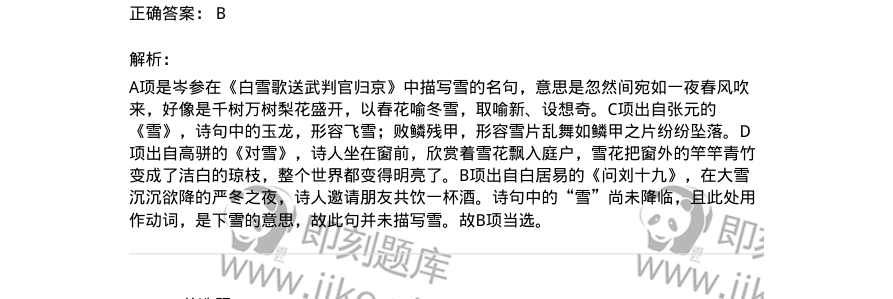 正确答案： B
解析：
A项是岑参在《白雪歌送武判官归京》中描写雪的名句，意思是忽然间宛如一夜春风吹
来，好像是千树万树梨花盛开，以春花喻冬雪，取喻新、设想奇。C项出自张元的
《雪》，诗句中的玉龙，形容飞雪；败鳞残甲，形容雪片乱舞如鳞甲之片纷纷坠落。D
项出自高骈的《对雪》，诗人坐在窗前，欣赏着雪花飘入庭户，雪花把窗外的竿竿青竹
变成了洁白的琼枝，整个世界都变得明亮了。B项出自白居易的《问刘十九》，在大雪
沉沉欲降的严冬之夜，诗人邀请朋友共饮一杯酒。诗句中的“雪”尚未降临，且此处用
作动词，是下雪的意思，故此句并未描写雪。故B项当选。
即刻题库
即刻